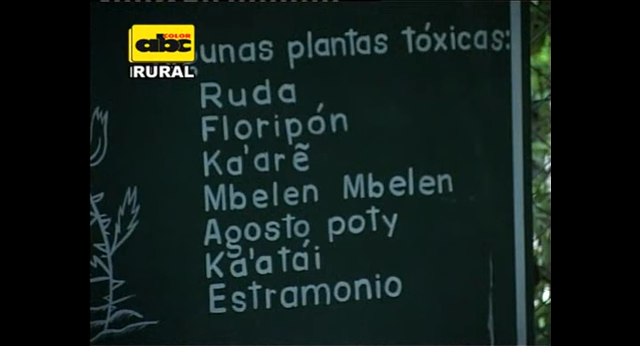 COLOR
abc
RURAL
unas plantas tóxicas:
Ruda
Floripón
Ka'arẽ
Mbelen Mbelen
Agosto poty
Ka'atái
Estramonio